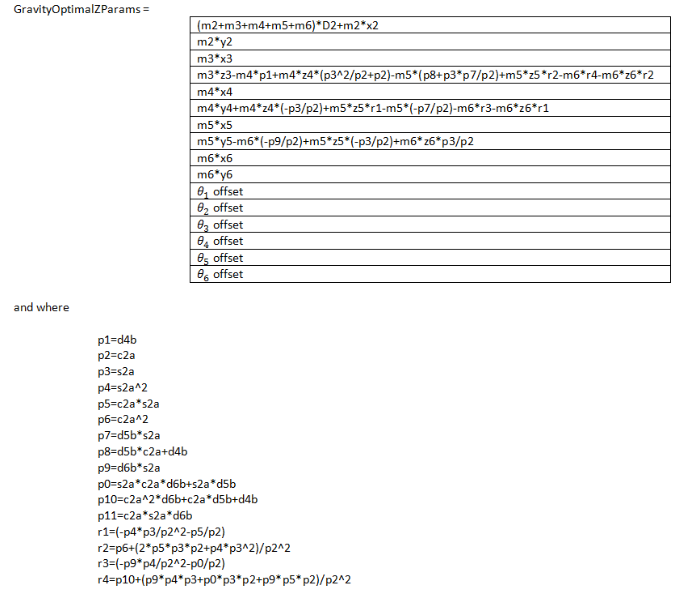 GravityOptimalZParams =
(m2+m3+m4+m5+m6)*D2+m2*x2
m2*y2
m3*x3
m3*z3-m4*p1+m4*z4*(p3^2/p2+p2)-m5*(p8+p3*p7/p2)+m5*z5*r2-m6*r4-m6*z6*r2
m4*x4
m4*y4+m4*z4*(-p3/p2)+m5*z5*r1-m5*(-p7/p2)-m6*r3-m6*z6*r1
m5*x5
m5*y5-m6*(-p9/p2)+m5*z5*(-p3/p2)+m6*z6*p3/p2
m6*x6
m6*y6
θ₁ offset
θ₂ offset
θ₃ offset
θ₄ offset
θ₅ offset
θ₆ offset
and where
p1=d4b
p2=c2a
p3=s2a
p4=s2a^2
p5=c2a*s2a
p6=c2a^2
p7=d5b*s2a
p8=d5b*c2a+d4b
p9=d6b*s2a
p0=s2a*c2a*d6b+s2a*d5b
p10=c2a^2*d6b+c2a*d5b+d4b
p11=c2a*s2a*d6b
r1=(-p4*p3/p2^2-p5/p2)
r2=p6+(2*p5*p3*p2+p4*p3^2)/p2^2
r3=(-p9*p4/p2^2-p0/p2)
r4=p10+(p9*p4*p3+p0*p3*p2+p9*p5*p2)/p2^2